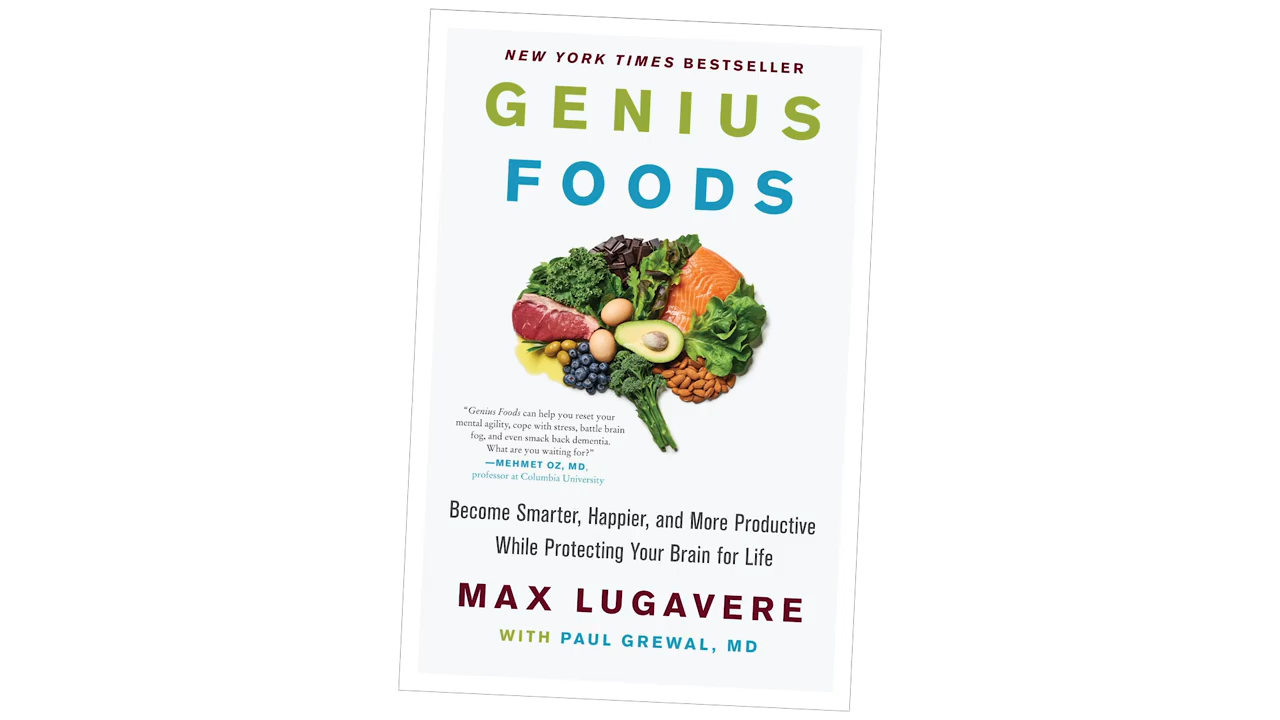 NEW YORK TIMES BESTSELLER
GENIUS
FOODS
“Genius Foods can help you reset your
mental agility, cope with stress, battle brain
fog, and even smack back dementia.
What are you waiting for?”
—MEHMET OZ, MD,
professor at Columbia University
Become Smarter, Happier, and More Productive
While Protecting Your Brain for Life
MAX LUGAVERE
WITH PAUL GREWAL, MD